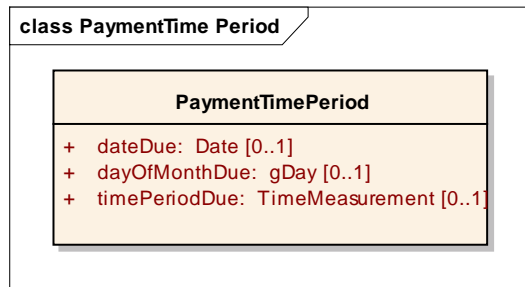 class PaymentTime Period
PaymentTimePeriod
+ dateDue: Date [0..1]
+ dayOfMonthDue: gDay [0..1]
+ timePeriodDue: TimeMeasurement [0..1]